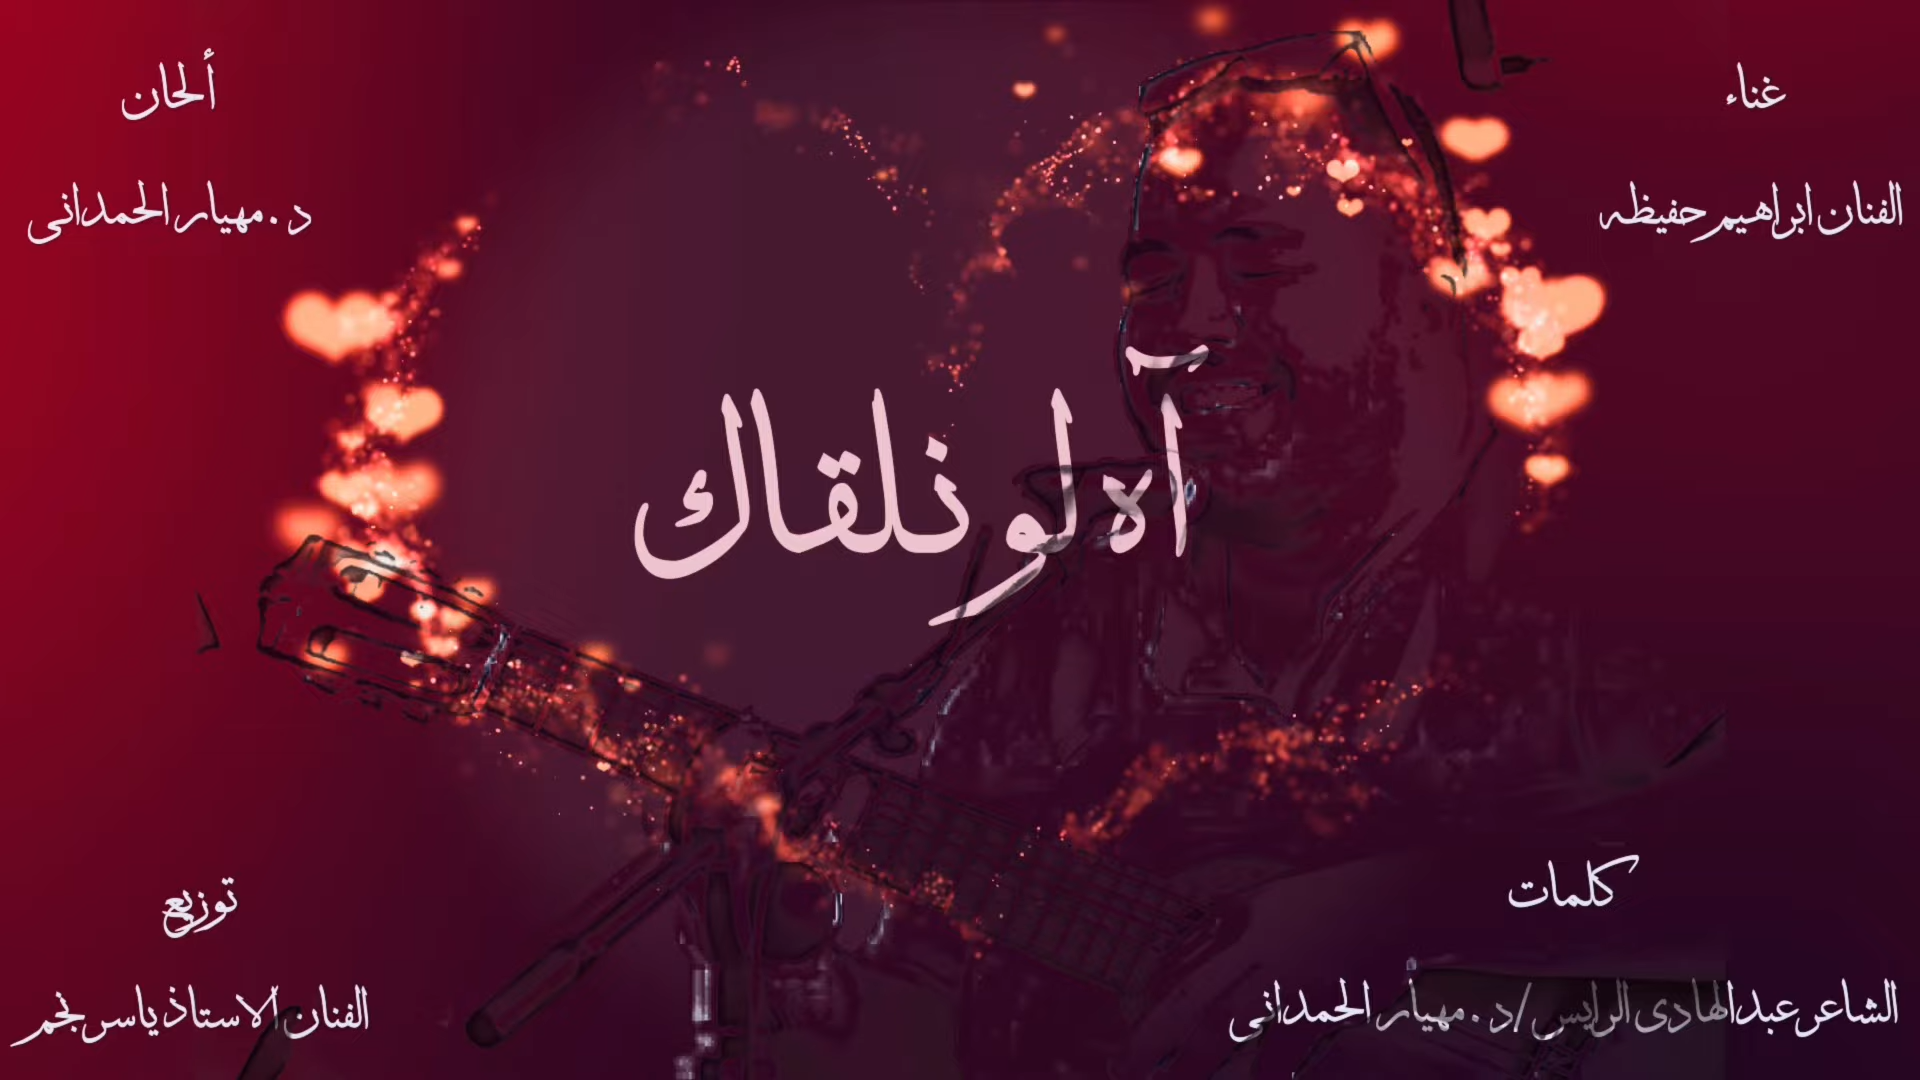 غناء
الفنان ابراهيم حفيظه
ألحان
د.مهيار الحمدانى
آه لو نلقاك
كلمات
الشاعر عبدالهادى الرايس / د.مهيار الحمدانى
توزيع
الفنان الاستاذ ياسر نجم